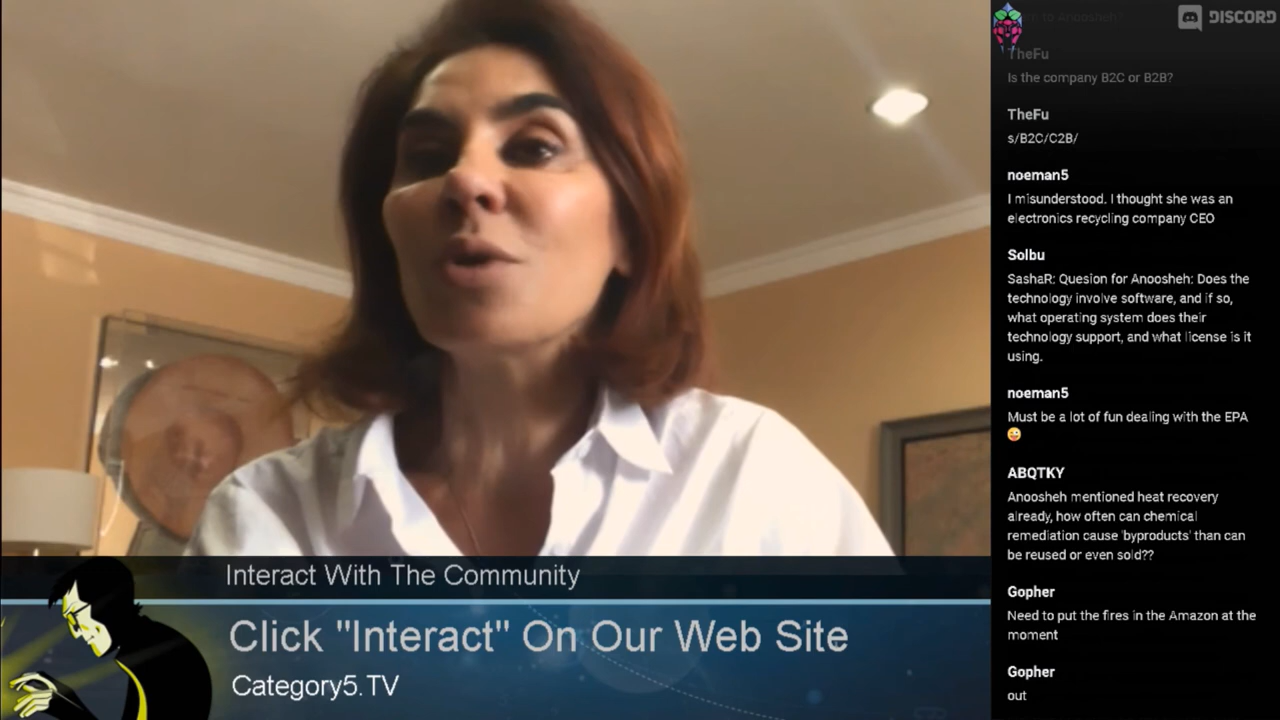 Interact With The Community
Click "Interact" On Our Web Site
Category5.TV
DISCORD
to Anoosheh?
TheFu
Is the company B2C or B2B?
TheFu
s/B2C/C2B/
noeman5
I misunderstood. I thought she was an
electronics recycling company CEO
Solbu
SashaR: Quesion for Anoosheh: Does the
technology involve software, and if so,
what operating system does their
technology support, and what license is it
using.
noeman5
Must be a lot of fun dealing with the EPA
😜
ABQTKY
Anoosheh mentioned heat recovery
already, how often can chemical
remediation cause 'byproducts' than can
be reused or even sold??
Gopher
Need to put the fires in the Amazon at the
moment
Gopher
out